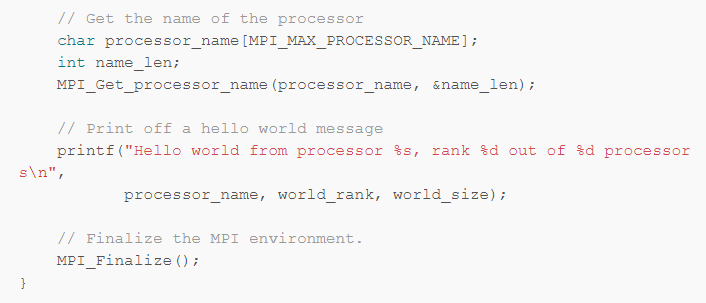 // Get the name of the processor
char processor_name[MPI_MAX_PROCESSOR_NAME];
int name_len;
MPI_Get_processor_name(processor_name, &name_len);
// Print off a hello world message
printf("Hello world from processor %s, rank %d out of %d processor
s\n",
processor_name, world_rank, world_size);
// Finalize the MPI environment.
MPI_Finalize();
}